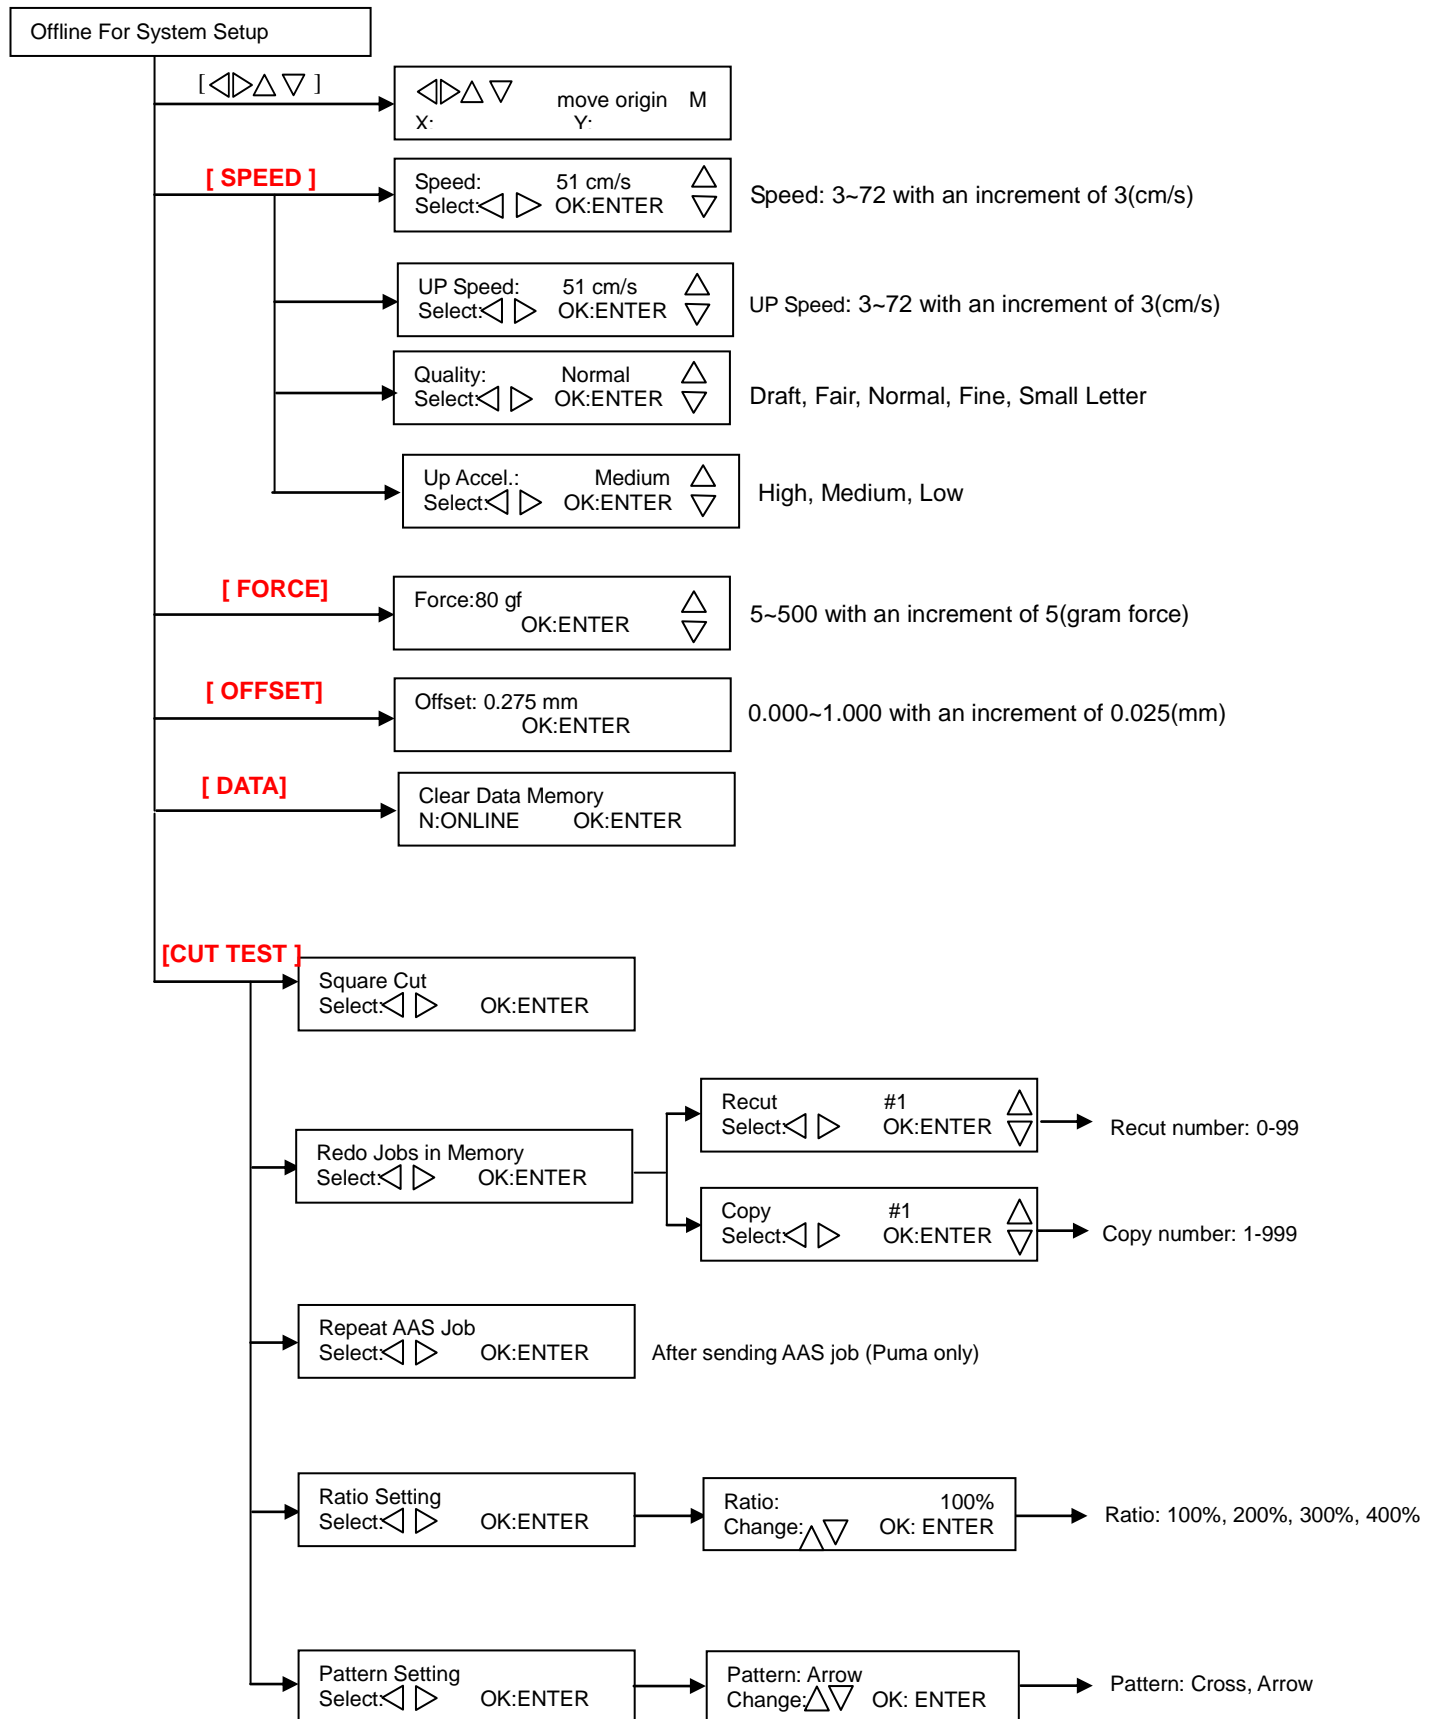 Offline For System Setup
[◁▷△▽]
◁▷△▽ move origin M
X: Y:
[ SPEED ]
Speed: 51 cm/s △
Select:◁ ▷ OK:ENTER ▽
Speed: 3~72 with an increment of 3(cm/s)
UP Speed: 51 cm/s △
Select:◁ ▷ OK:ENTER ▽
UP Speed: 3~72 with an increment of 3(cm/s)
Quality: Normal △
Select:◁ ▷ OK:ENTER ▽
Draft, Fair, Normal, Fine, Small Letter
Up Accel.: Medium △
Select:◁ ▷ OK:ENTER ▽
High, Medium, Low
[ FORCE]
Force:80 gf △
OK:ENTER ▽
5~500 with an increment of 5(gram force)
[ OFFSET]
Offset: 0.275 mm
OK:ENTER
0.000~1.000 with an increment of 0.025(mm)
[ DATA]
Clear Data Memory
N:ONLINE OK:ENTER
[CUT TEST ]
Square Cut
Select:◁ ▷ OK:ENTER
Redo Jobs in Memory
Select:◁ ▷ OK:ENTER
Recut #1 △
Select:◁ ▷ OK:ENTER ▽
Recut number: 0-99
Copy #1 △
Select:◁ ▷ OK:ENTER ▽
Copy number: 1-999
Repeat AAS Job
Select:◁ ▷ OK:ENTER
After sending AAS job (Puma only)
Ratio Setting
Select:◁ ▷ OK:ENTER
Ratio: 100%
Change:△▽ OK: ENTER
Ratio: 100%, 200%, 300%, 400%
Pattern Setting
Select:◁ ▷ OK:ENTER
Pattern: Arrow
Change:△▽ OK: ENTER
Pattern: Cross, Arrow